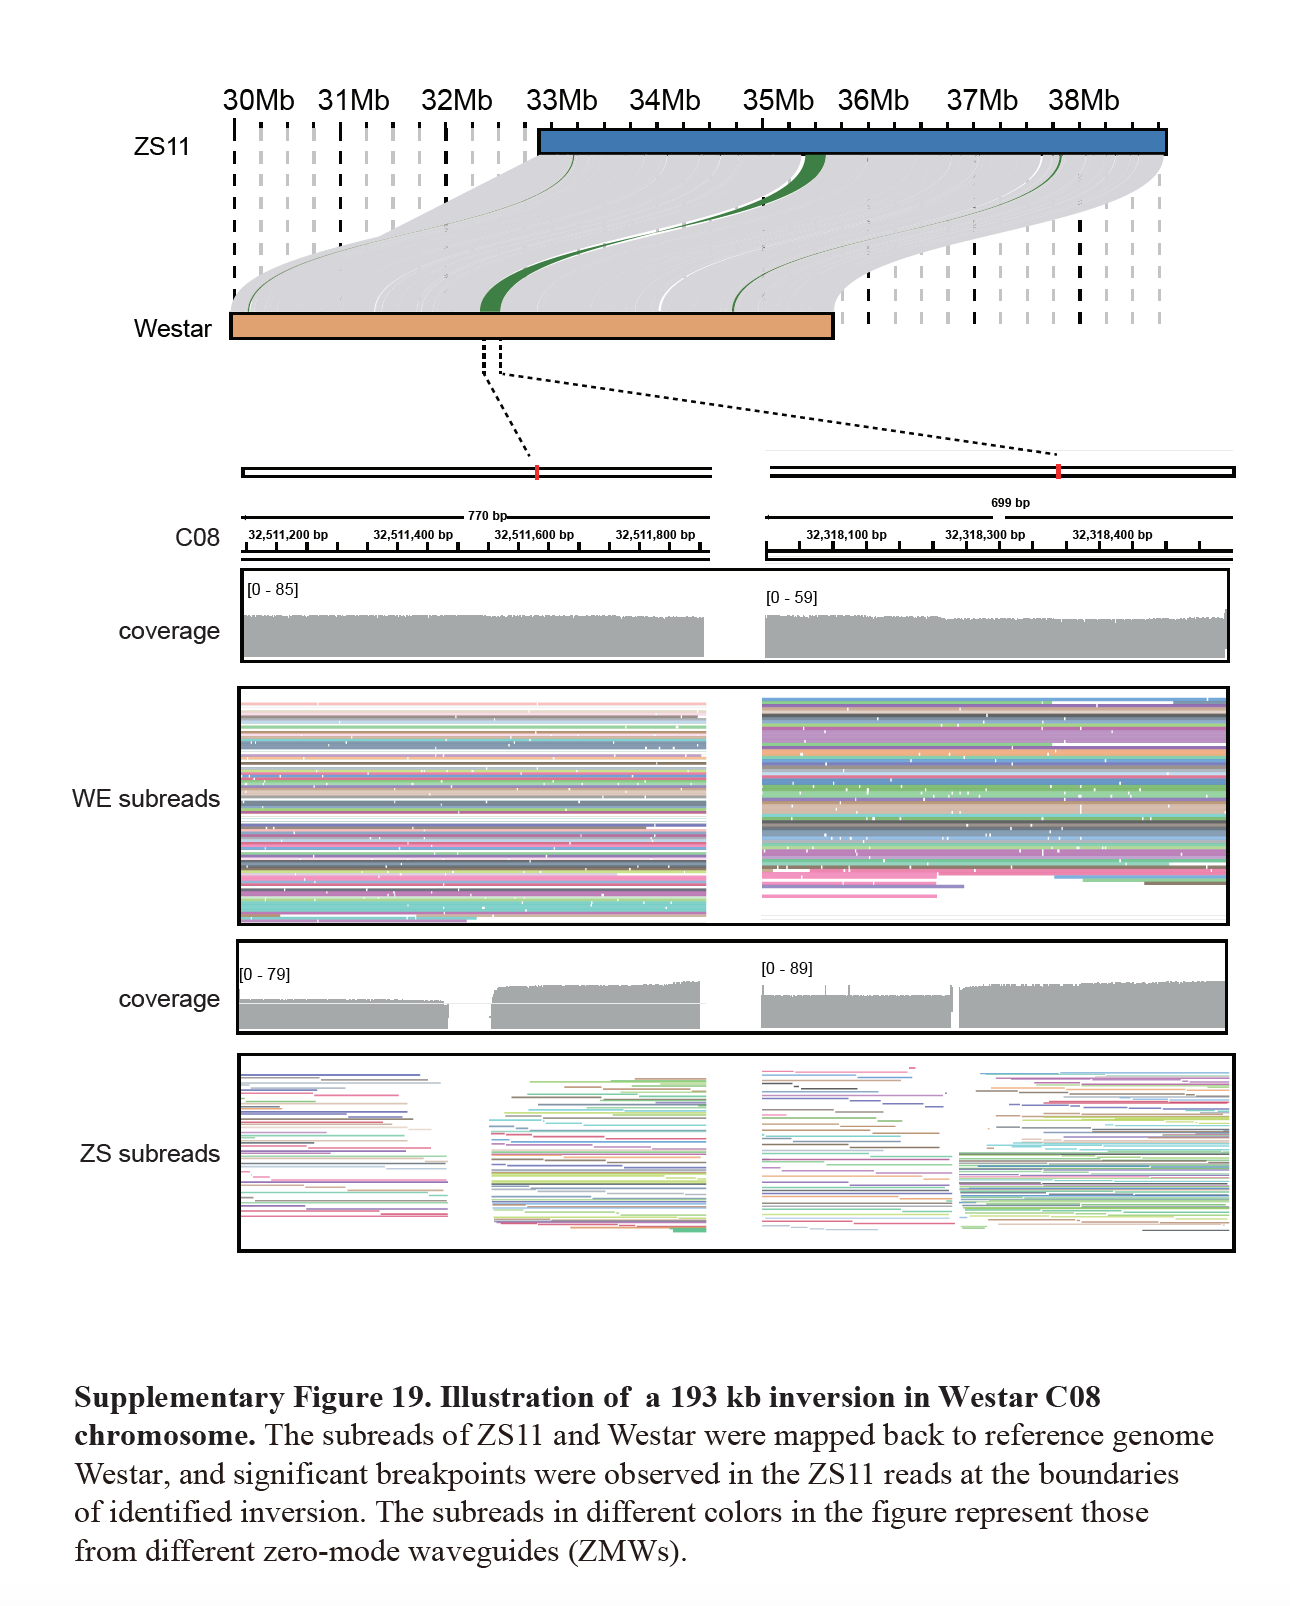 30Mb 31Mb 32Mb 33Mb 34Mb 35Mb 36Mb 37Mb 38Mb
ZS11
Westar
770 bp
699 bp
C08
32,511,200 bp 32,511,400 bp 32,511,600 bp 32,511,800 bp
32,318,100 bp 32,318,300 bp 32,318,400 bp
[0 - 85]
[0 - 59]
coverage
WE subreads
[0 - 79]
[0 - 89]
coverage
ZS subreads
Supplementary Figure 19. Illustration of a 193 kb inversion in Westar C08
chromosome. The subreads of ZS11 and Westar were mapped back to reference genome
Westar, and significant breakpoints were observed in the ZS11 reads at the boundaries
of identified inversion. The subreads in different colors in the figure represent those
from different zero-mode waveguides (ZMWs).